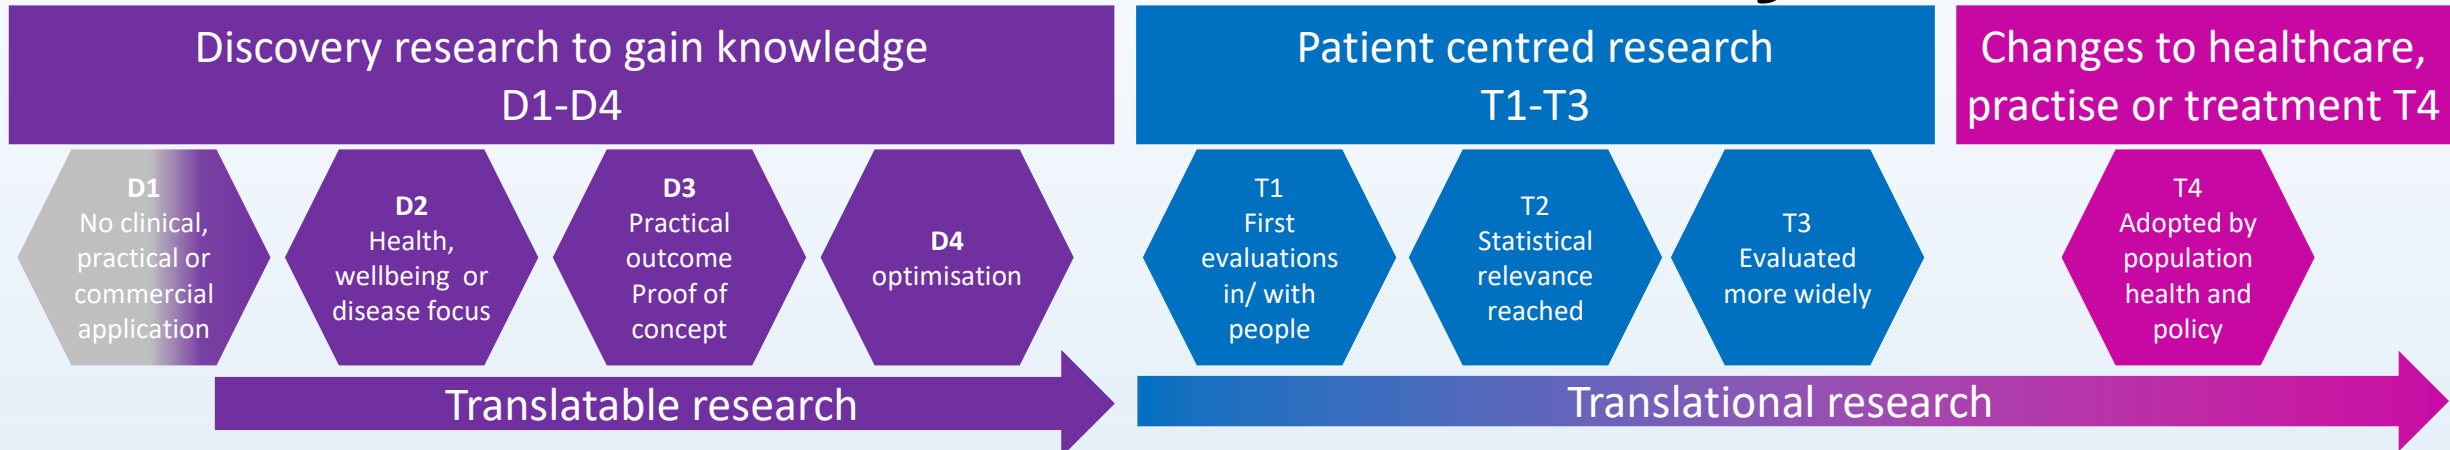 Discovery research to gain knowledge
D1-D4
Patient centred research
T1-T3
Changes to healthcare,
practise or treatment T4
D1
No clinical,
practical or
commercial
application
D2
Health,
wellbeing or
disease focus
D3
Practical
outcome
Proof of
concept
D4
optimisation
T1
First
evaluations
in/ with
people
T2
Statistical
relevance
reached
T3
Evaluated
more widely
T4
Adopted by
population
health and
policy
Translatable research
Translational research